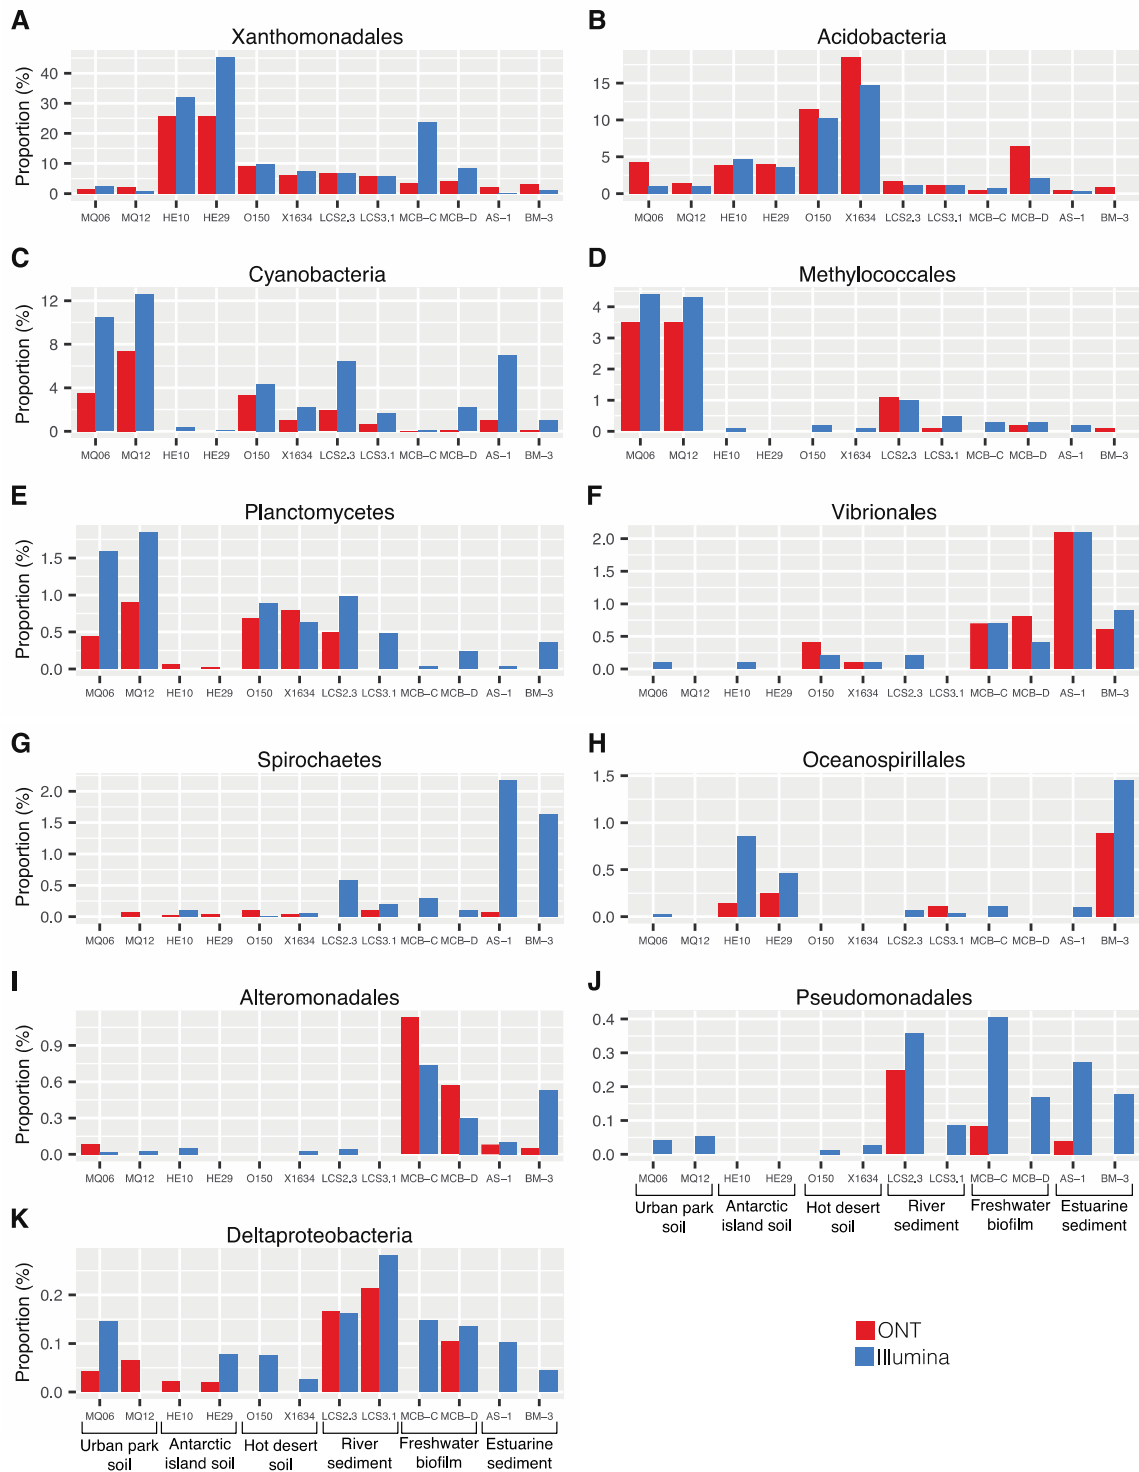 A
Xanthomonadales
Proportion (%)
40
30
20
10
0
MQ06 MQ12 HE10 HE29 O150 X1634 LCS2.3 LCS3.1 MCB–C MCB–D AS–1 BM–3
B
Acidobacteria
15
10
5
0
MQ06 MQ12 HE10 HE29 O150 X1634 LCS2.3 LCS3.1 MCB–C MCB–D AS–1 BM–3
C
Cyanobacteria
Proportion (%)
12
8
4
0
MQ06 MQ12 HE10 HE29 O150 X1634 LCS2.3 LCS3.1 MCB–C MCB–D AS–1 BM–3
D
Methylococcales
4
3
2
1
0
MQ06 MQ12 HE10 HE29 O150 X1634 LCS2.3 LCS3.1 MCB–C MCB–D AS–1 BM–3
E
Planctomycetes
Proportion (%)
1.5
1.0
0.5
0.0
MQ06 MQ12 HE10 HE29 O150 X1634 LCS2.3 LCS3.1 MCB–C MCB–D AS–1 BM–3
F
Vibrionales
2.0
1.5
1.0
0.5
0.0
MQ06 MQ12 HE10 HE29 O150 X1634 LCS2.3 LCS3.1 MCB–C MCB–D AS–1 BM–3
G
Spirochaetes
Proportion (%)
2.0
1.5
1.0
0.5
0.0
MQ06 MQ12 HE10 HE29 O150 X1634 LCS2.3 LCS3.1 MCB–C MCB–D AS–1 BM–3
H
Oceanospirillales
1.5
1.0
0.5
0.0
MQ06 MQ12 HE10 HE29 O150 X1634 LCS2.3 LCS3.1 MCB–C MCB–D AS–1 BM–3
I
Alteromonadales
Proportion (%)
0.9
0.6
0.3
0.0
MQ06 MQ12 HE10 HE29 O150 X1634 LCS2.3 LCS3.1 MCB–C MCB–D AS–1 BM–3
J
Pseudomonadales
0.4
0.3
0.2
0.1
0.0
MQ06 MQ12 HE10 HE29 O150 X1634 LCS2.3 LCS3.1 MCB–C MCB–D AS–1 BM–3
Urban park Antarctic Hot desert River Freshwater Estuarine
soil island soil soil sediment biofilm sediment
K
Deltaproteobacteria
Proportion (%)
0.2
0.1
0.0
MQ06 MQ12 HE10 HE29 O150 X1634 LCS2.3 LCS3.1 MCB–C MCB–D AS–1 BM–3
Urban park Antarctic Hot desert River Freshwater Estuarine
soil island soil soil sediment biofilm sediment
ONT
Illumina